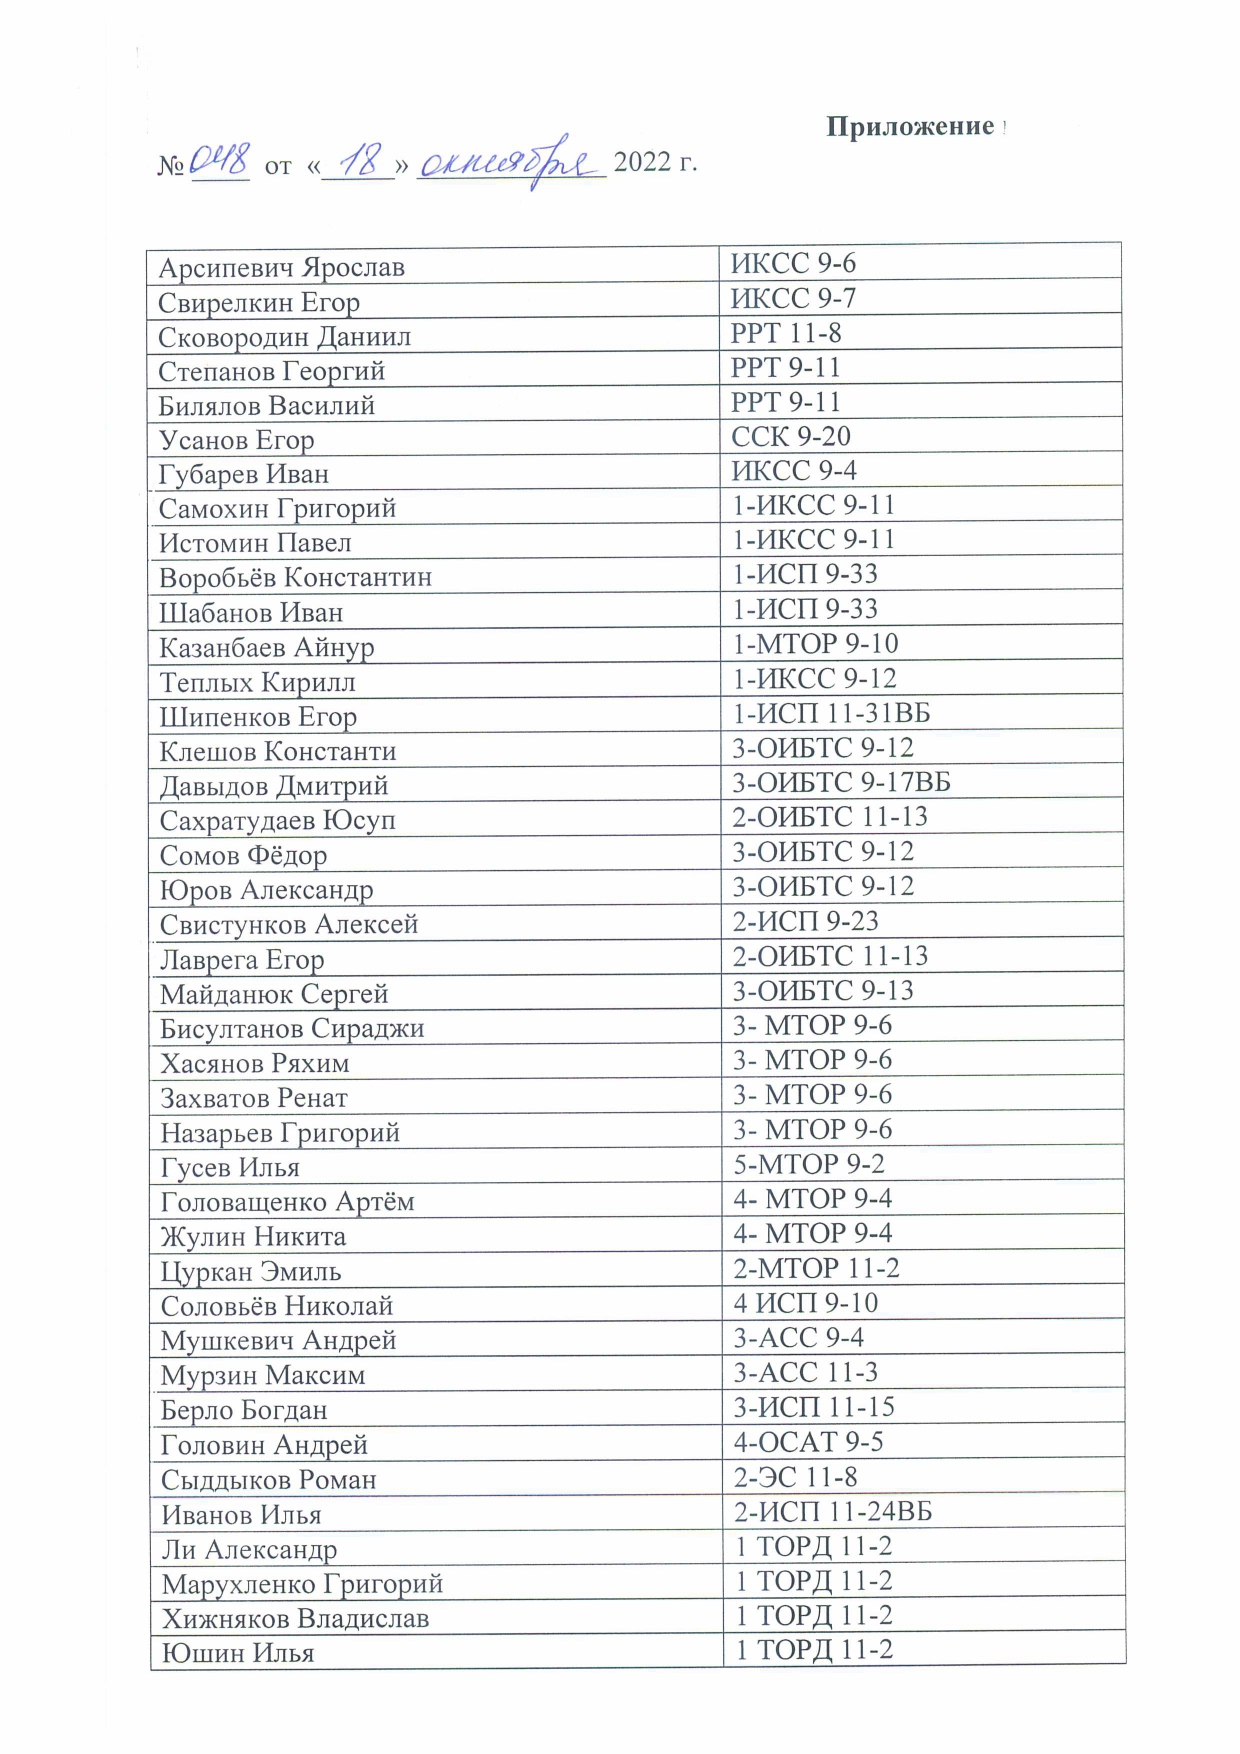 Приложение
№ 048 от « 18 » октября 2022 г.
Арсипевич Ярослав ИКСС 9-6
Свирелкин Егор ИКСС 9-7
Сковородин Даниил РРТ 11-8
Степанов Георгий РРТ 9-11
Билялов Василий РРТ 9-11
Усанов Егор ССК 9-20
Губарев Иван ИКСС 9-4
Самохин Григорий 1-ИКСС 9-11
Истомин Павел 1-ИКСС 9-11
Воробьёв Константин 1-ИСП 9-33
Шабанов Иван 1-ИСП 9-33
Казанбаев Айнур 1-МТОР 9-10
Теплых Кирилл 1-ИКСС 9-12
Шипенков Егор 1-ИСП 11-31ВБ
Клешов Константи 3-ОИБТС 9-12
Давыдов Дмитрий 3-ОИБТС 9-17ВБ
Сахратудаев Юсуп 2-ОИБТС 11-13
Сомов Фёдор 3-ОИБТС 9-12
Юров Александр 3-ОИБТС 9-12
Свистунков Алексей 2-ИСП 9-23
Лаврега Егор 2-ОИБТС 11-13
Майданюк Сергей 3-ОИБТС 9-13
Бисултанов Сираджи 3- МТОР 9-6
Хасянов Ряхим 3- МТОР 9-6
Захватов Ренат 3- МТОР 9-6
Назарьев Григорий 3- МТОР 9-6
Гусев Илья 5-МТОР 9-2
Головащенко Артём 4- МТОР 9-4
Жулин Никита 4- МТОР 9-4
Цуркан Эмиль 2-МТОР 11-2
Соловьёв Николай 4 ИСП 9-10
Мушкевич Андрей 3-АСС 9-4
Мурзин Максим 3-АСС 11-3
Берло Богдан 3-ИСП 11-15
Головин Андрей 4-ОСАТ 9-5
Сыддыков Роман 2-ЭС 11-8
Иванов Илья 2-ИСП 11-24ВБ
Ли Александр 1 ТОРД 11-2
Марухленко Григорий 1 ТОРД 11-2
Хижняков Владислав 1 ТОРД 11-2
Юшин Илья 1 ТОРД 11-2